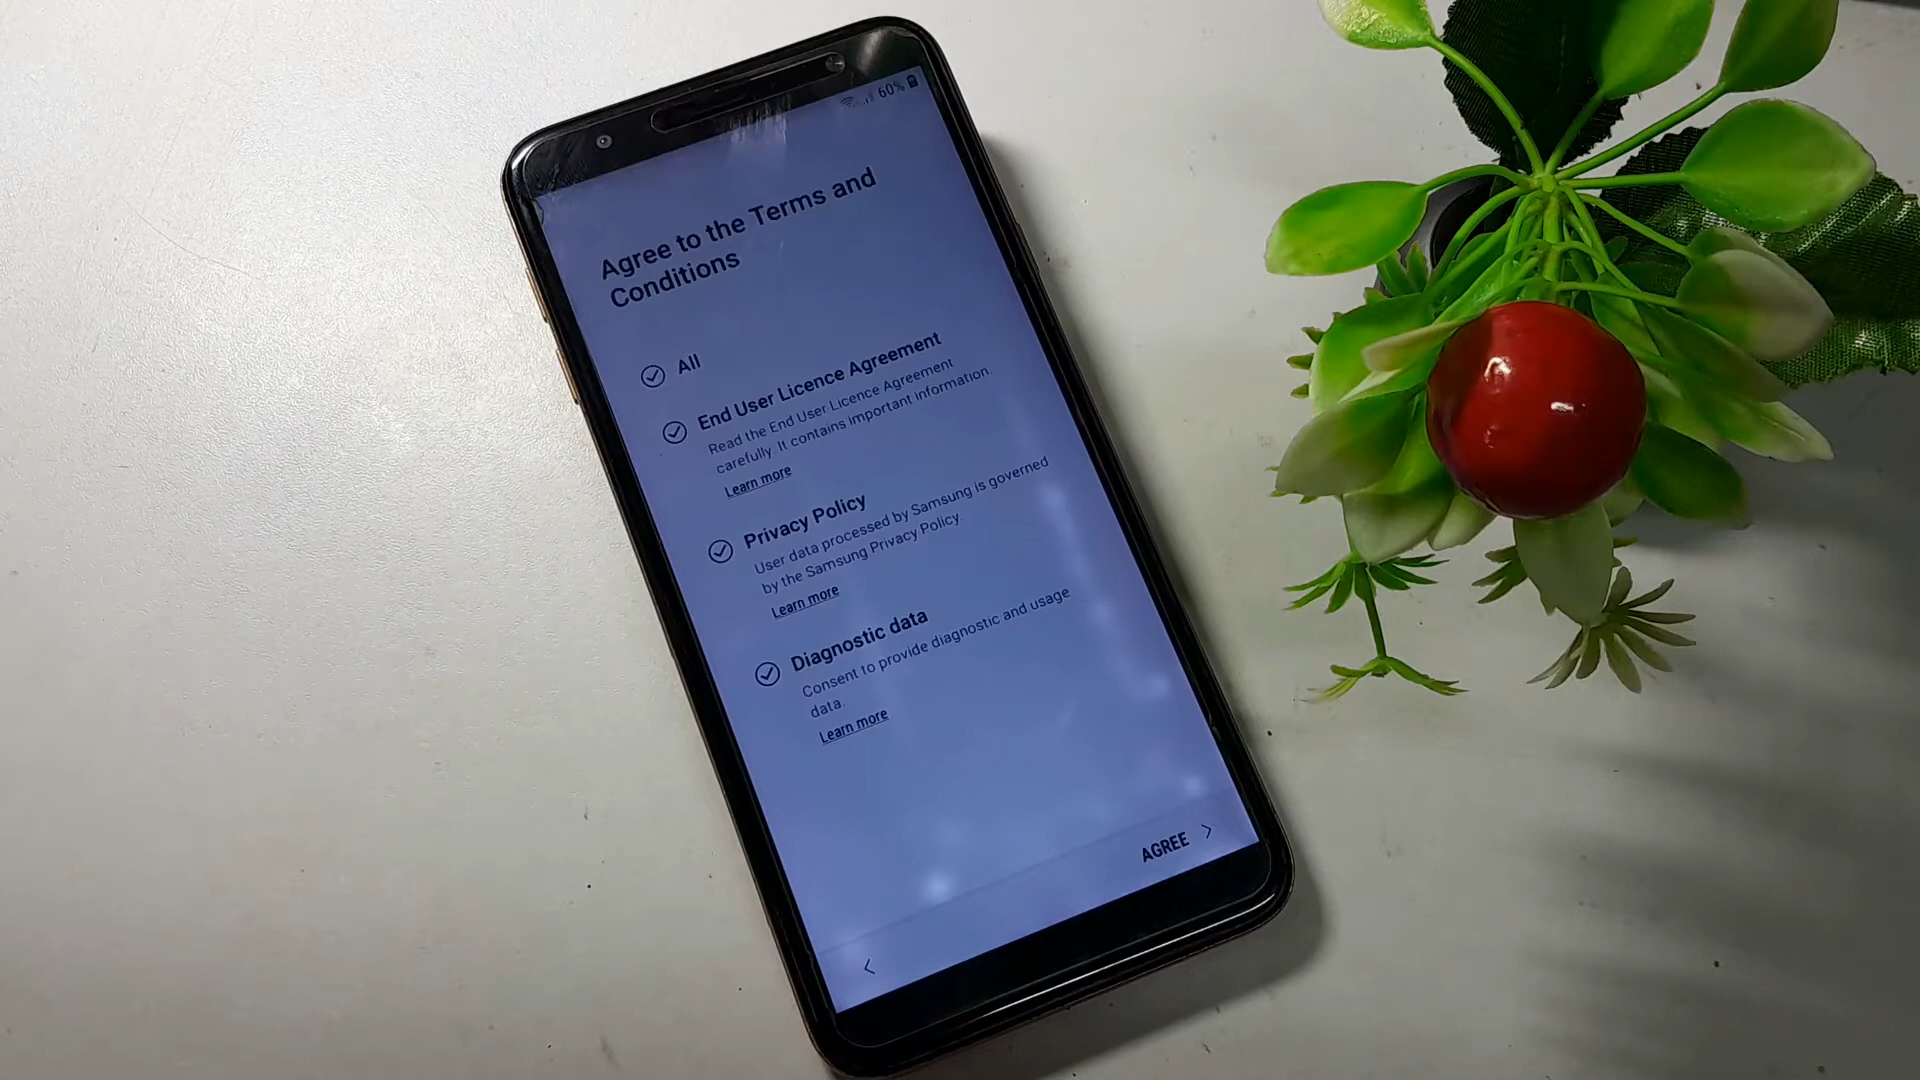 60%
Agree to the Terms and
Conditions
All
End User Licence Agreement
Read the End User Licence Agreement
carefully. It contains important information.
Learn more
Privacy Policy
User data processed by Samsung is governed
by the Samsung Privacy Policy.
Learn more
Diagnostic data
Consent to provide diagnostic and usage
data.
Learn more
AGREE